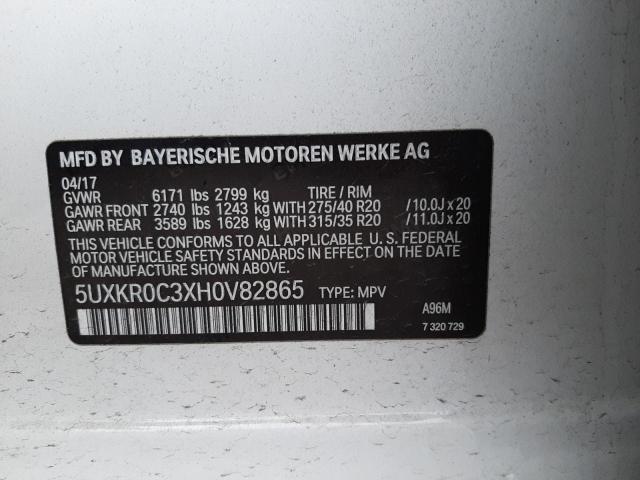 MFD BY BAYERISCHE MOTOREN WERKE AG
04/17
GVWR 6171 lbs 2799 kg TIRE / RIM
GAWR FRONT 2740 lbs 1243 kg WITH 275/40 R20 /10.0J x 20
GAWR REAR 3589 lbs 1628 kg WITH 315/35 R20 /11.0J x 20
THIS VEHICLE CONFORMS TO ALL APPLICABLE U. S. FEDERAL
MOTOR VEHICLE SAFETY STANDARDS IN EFFECT ON THE DATE
OF MANUFACTURE SHOWN ABOVE.
5UXKR0C3XH0V82865 TYPE: MPV
A96M
7 320 729